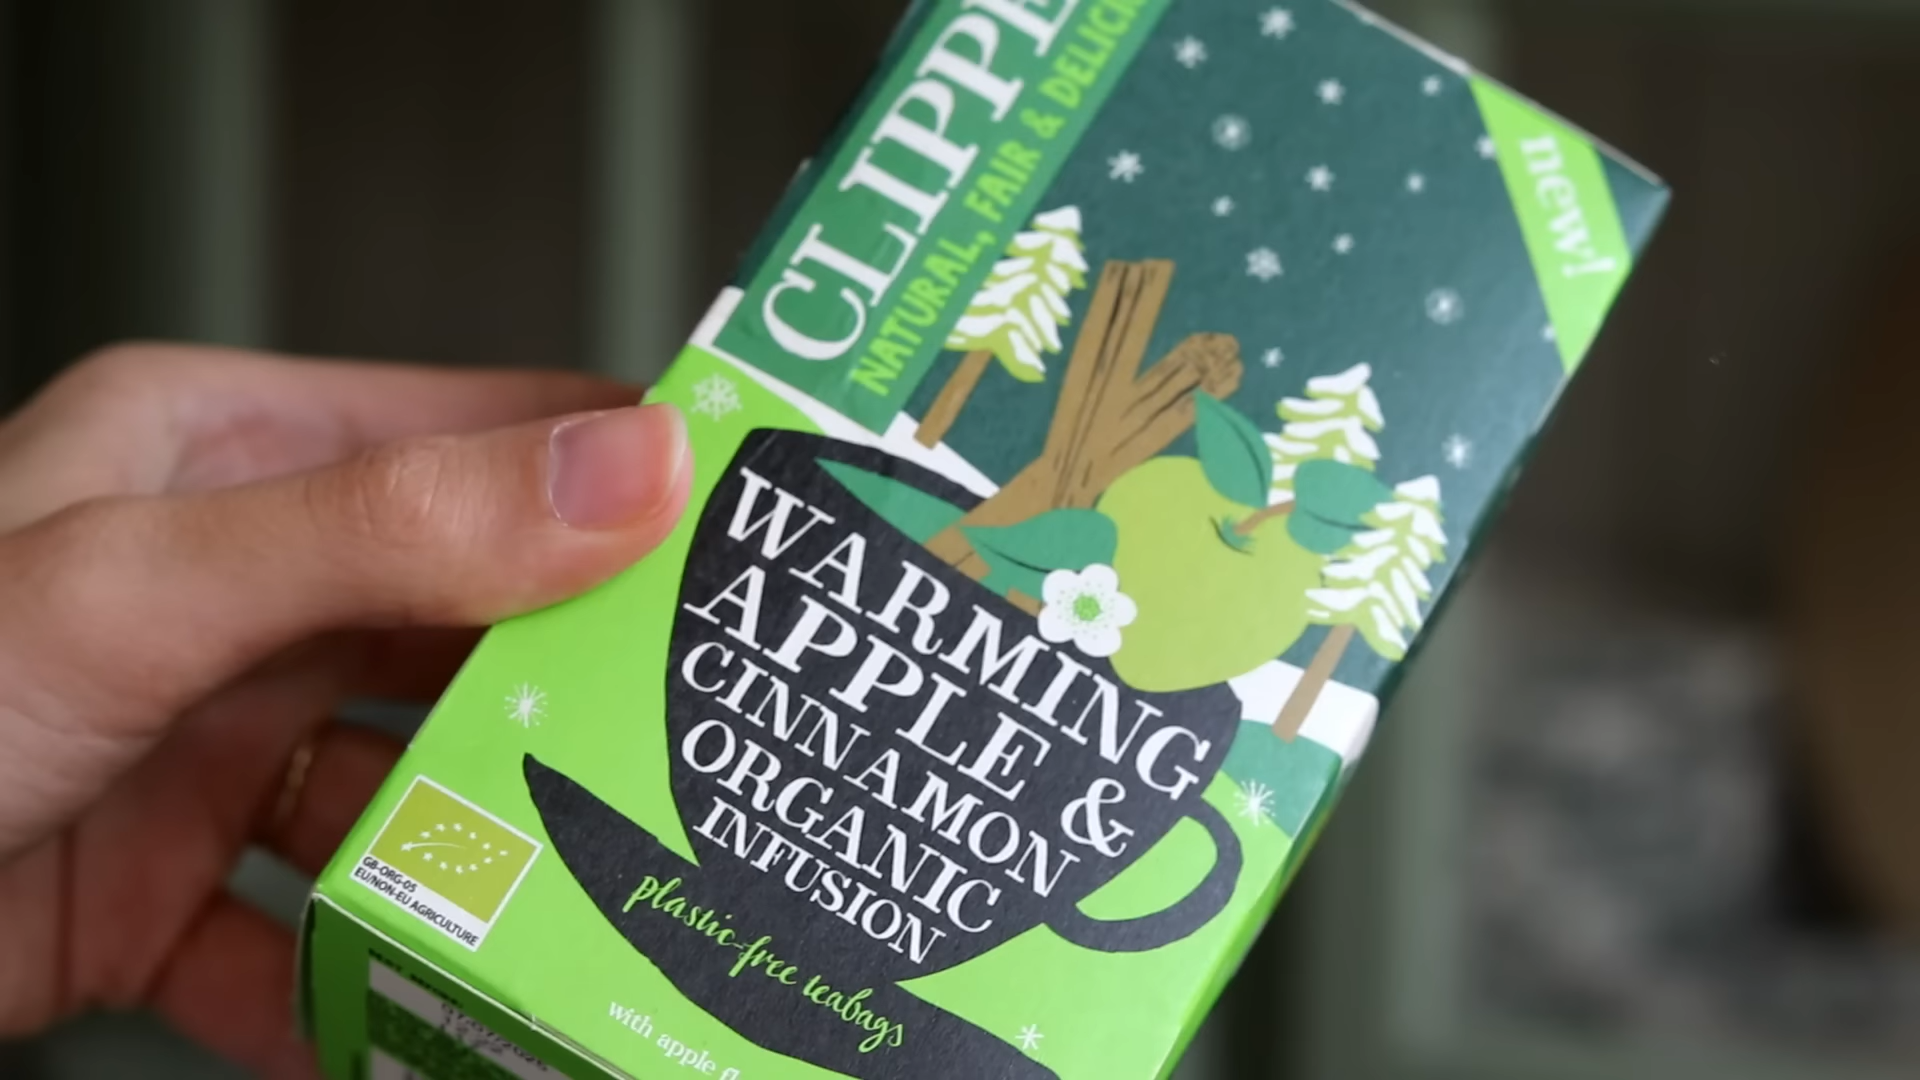 CLIPPE
NATURAL, FAIR & DELICI
new!
WARMING
APPLE &
CINNAMON
ORGANIC
INFUSION
plastic-free teabags
with apple fl
GB-ORG-05
EU/NON-EU AGRICULTURE